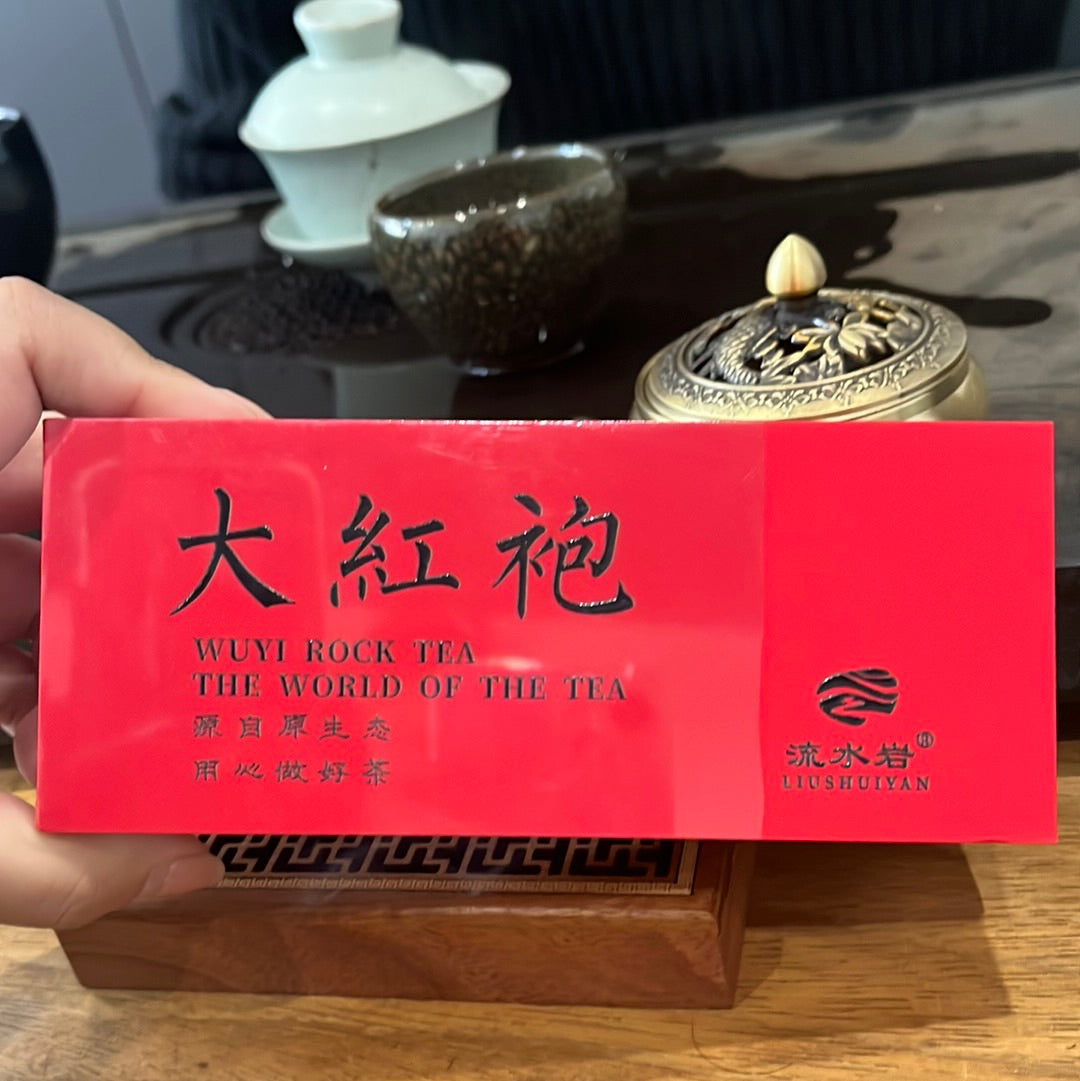 大紅袍
WUYI ROCK TEA
THE WORLD OF THE TEA
源自原生态
用心做好茶
流水岩®
LIUSHUIYAN